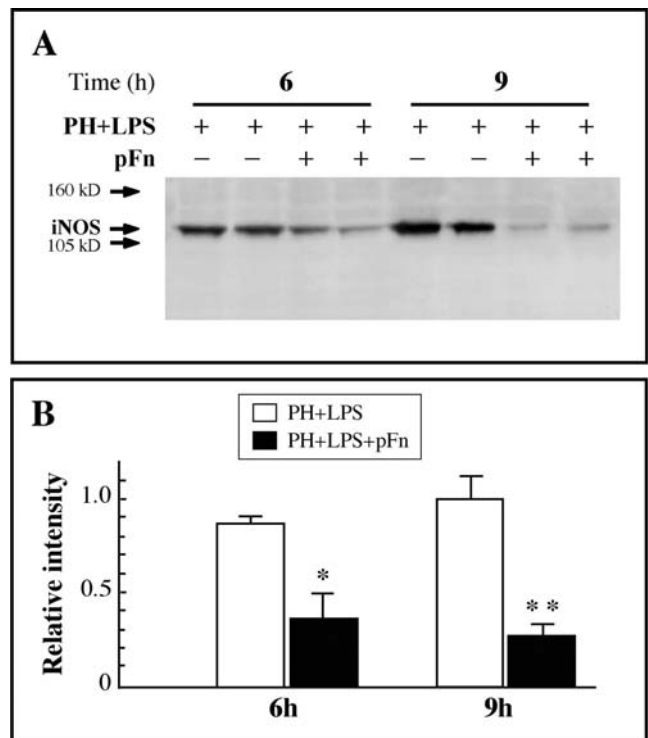 A
Time (h) 6 9
PH+LPS + + + + + + + +
pFn − − + + − − + +
160 kD
iNOS
105 kD
B
PH+LPS
PH+LPS+pFn
Relative intensity
1.0
0.5
0
*
**
6h 9h